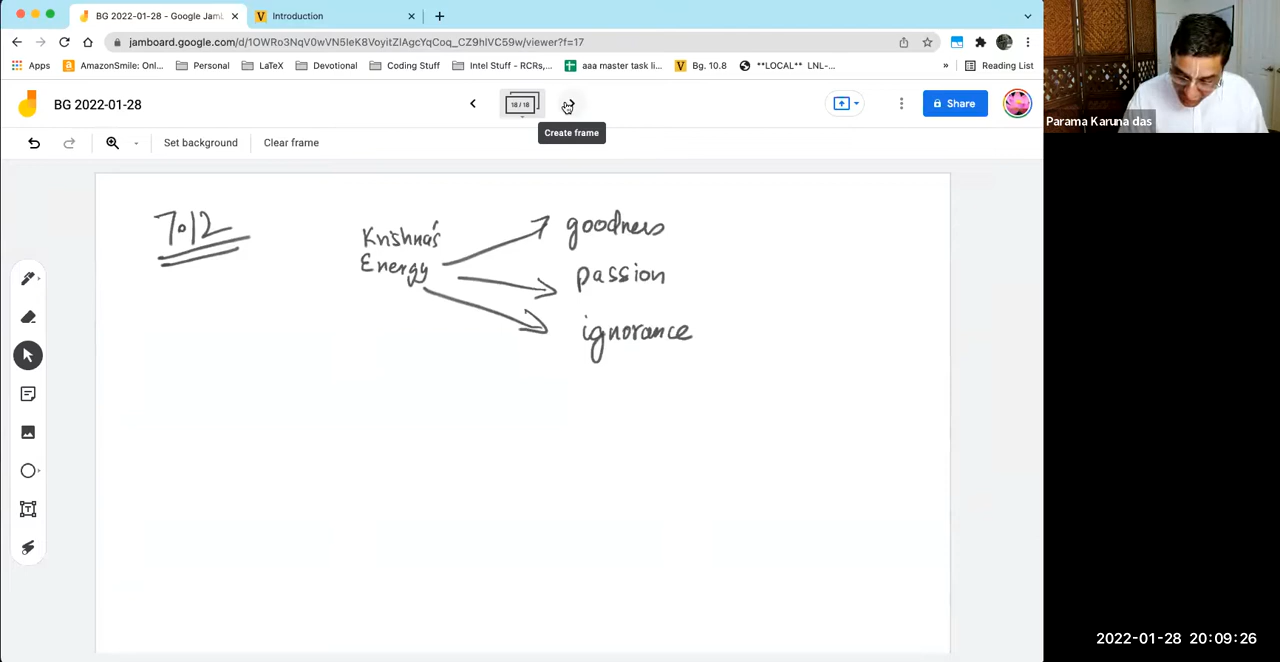 BG 2022-01-28 - Google Jam
Introduction
jamboard.google.com/d/1OWRo3NqV0wVN5leK8VoyitZlAgcYqCoq_CZ9hlVC59w/viewer?f=17
Apps
AmazonSmile: Onl...
Personal
LaTeX
Devotional
Coding Stuff
Intel Stuff - RCRs,...
aaa master task li...
Bg. 10.8
**LOCAL** LNL-...
»
Reading List
BG 2022-01-28
18 / 18
Share
Create frame
Parama Karuna das
Set background
Clear frame
7.12
Krishna's
Energy
goodness
passion
ignorance
2022-01-28 20:09:26